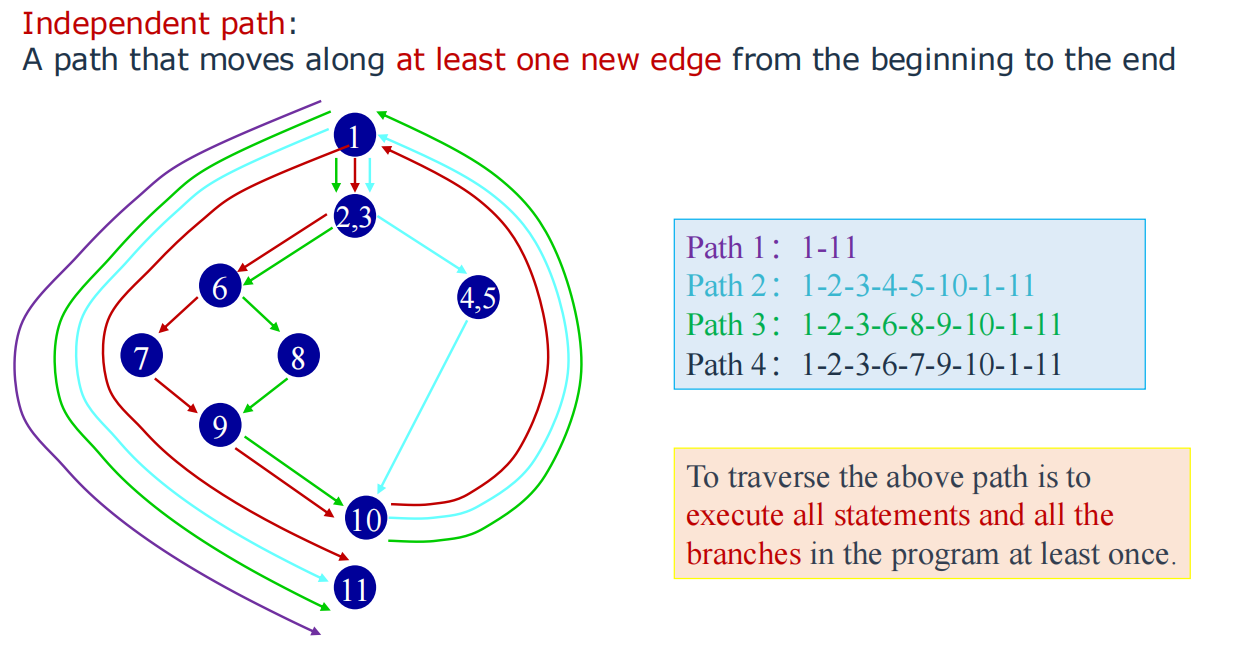 Independent path:
A path that moves along at least one new edge from the beginning to the end
1
2,3
6
4,5
7
8
9
10
11
Path 1: 1-11
Path 2: 1-2-3-4-5-10-1-11
Path 3: 1-2-3-6-8-9-10-1-11
Path 4: 1-2-3-6-7-9-10-1-11
To traverse the above path is to
execute all statements and all the
branches in the program at least once.